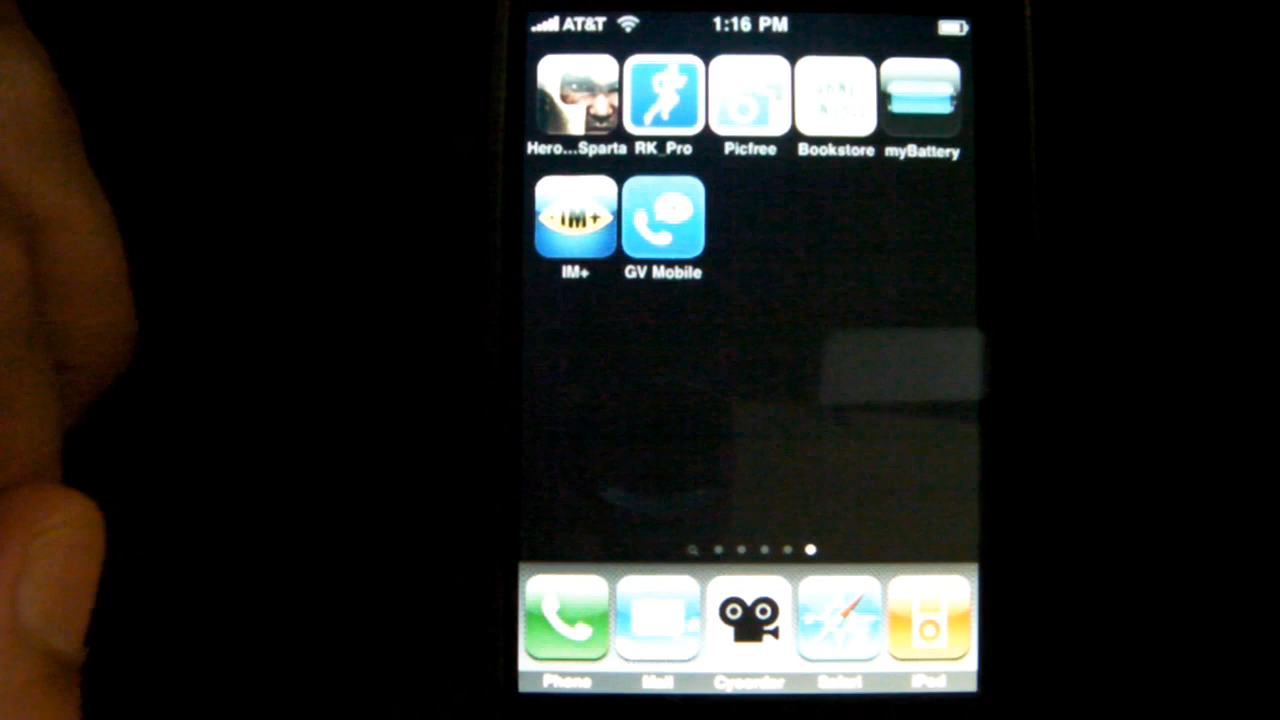 AT&T 1:16 PM
Hero...Sparta RK_Pro Picfree Bookstore myBattery
IM+
IM+ GV Mobile
Phone Mail Cycorder Safari iPod